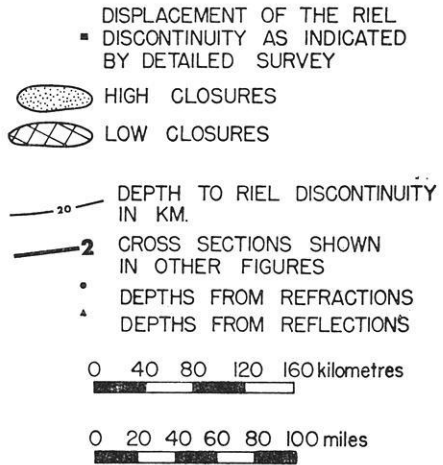 DISPLACEMENT OF THE RIEL
DISCONTINUITY AS INDICATED
BY DETAILED SURVEY
HIGH CLOSURES
LOW CLOSURES
20 DEPTH TO RIEL DISCONTINUITY
IN KM.
2 CROSS SECTIONS SHOWN
IN OTHER FIGURES
DEPTHS FROM REFRACTIONS
DEPTHS FROM REFLECTIONS
0 40 80 120 160 kilometres
0 20 40 60 80 100 miles